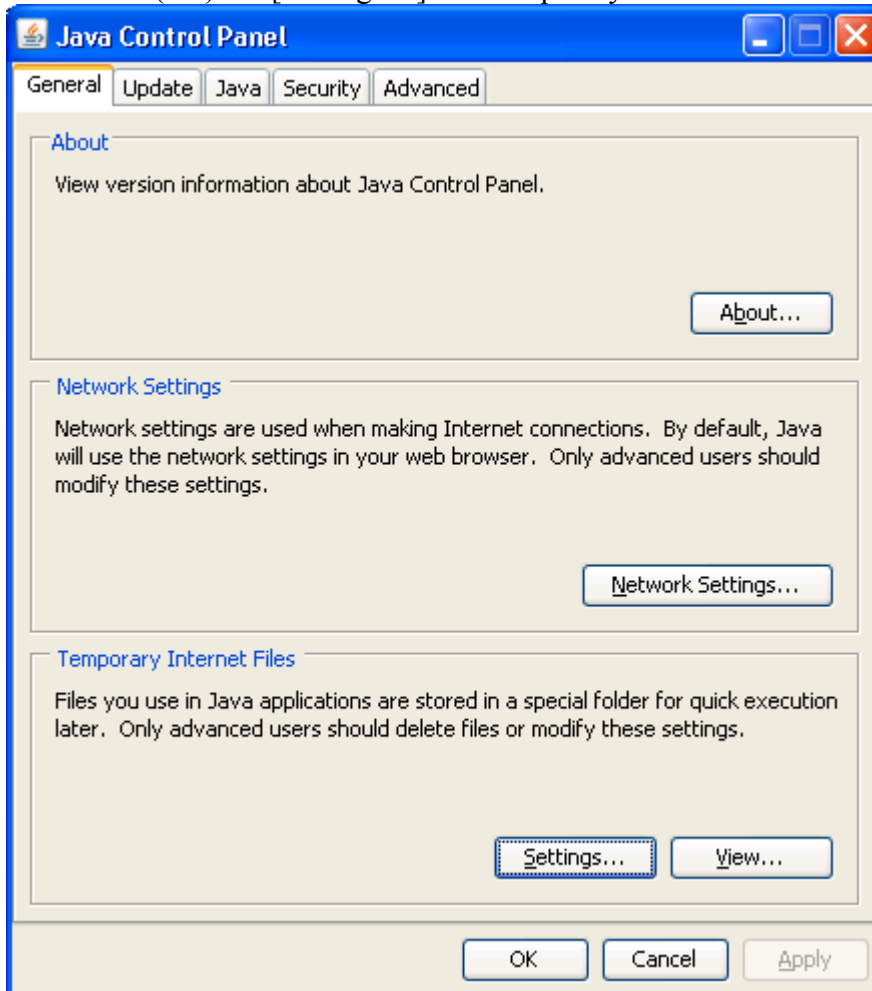 Java Control Panel
General Update Java Security Advanced
About
View version information about Java Control Panel.
About...
Network Settings
Network settings are used when making Internet connections. By default, Java
will use the network settings in your web browser. Only advanced users should
modify these settings.
Network Settings...
Temporary Internet Files
Files you use in Java applications are stored in a special folder for quick execution
later. Only advanced users should delete files or modify these settings.
Settings... View...
OK Cancel Apply